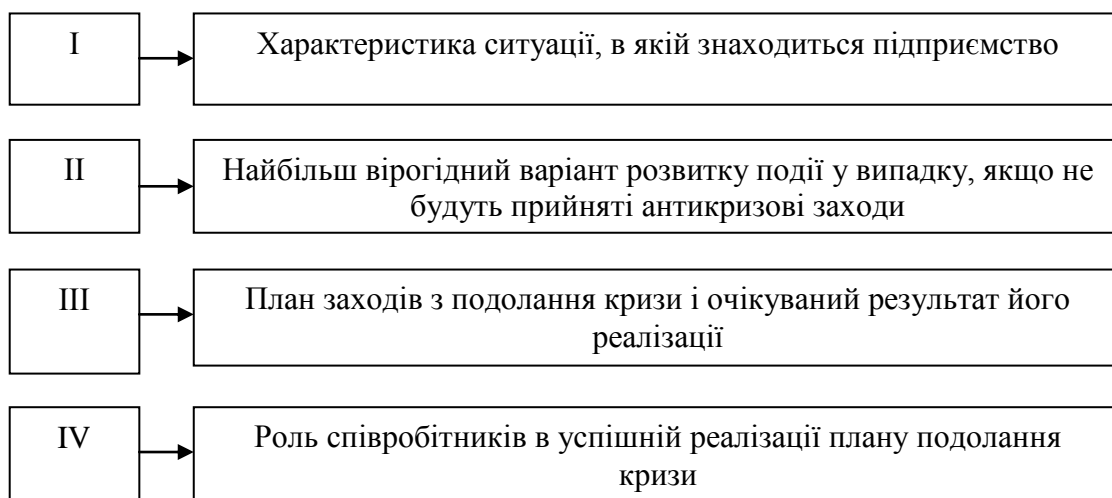 I
Характеристика ситуації, в якій знаходиться підприємство
II
Найбільш вірогідний варіант розвитку події у випадку, якщо не
будуть прийняті антикризові заходи
III
План заходів з подолання кризи і очікуваний результат його
реалізації
IV
Роль співробітників в успішній реалізації плану подолання
кризи